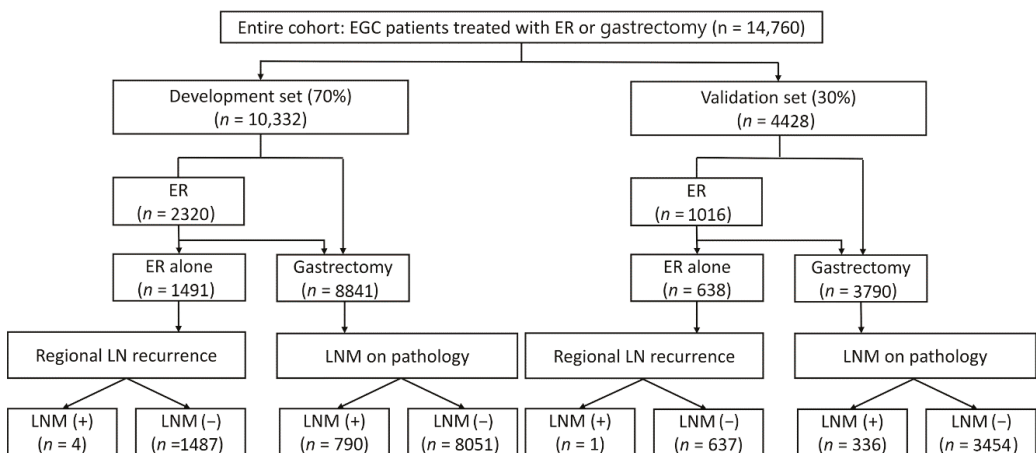 Entire cohort: EGC patients treated with ER or gastrectomy (n = 14,760)
Development set (70%)
(n = 10,332)
Validation set (30%)
(n = 4428)
ER
(n = 2320)
ER
(n = 1016)
ER alone
(n = 1491)
Gastrectomy
(n = 8841)
ER alone
(n = 638)
Gastrectomy
(n = 3790)
Regional LN recurrence
LNM on pathology
Regional LN recurrence
LNM on pathology
LNM (+)
(n = 4)
LNM (−)
(n =1487)
LNM (+)
(n = 790)
LNM (−)
(n = 8051)
LNM (+)
(n = 1)
LNM (−)
(n = 637)
LNM (+)
(n = 336)
LNM (−)
(n = 3454)